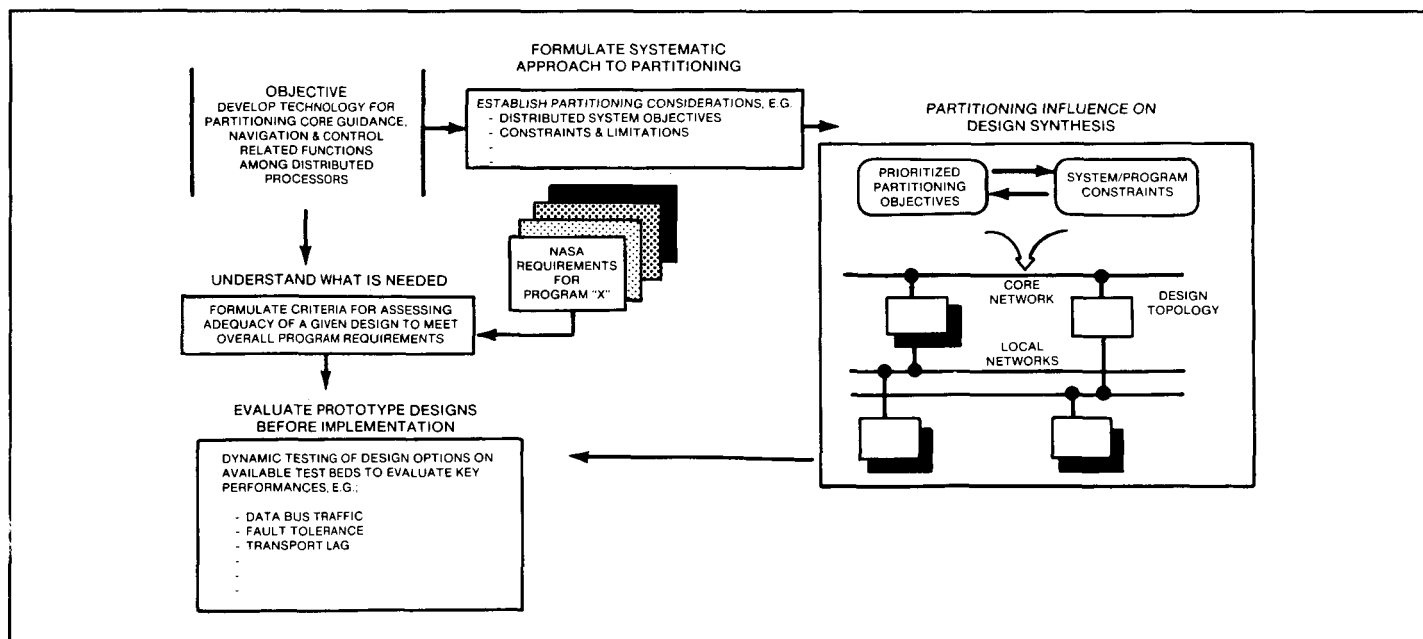 FORMULATE SYSTEMATIC
APPROACH TO PARTITIONING
OBJECTIVE
DEVELOP TECHNOLOGY FOR
PARTITIONING CORE GUIDANCE,
NAVIGATION & CONTROL
RELATED FUNCTIONS
AMONG DISTRIBUTED
PROCESSORS
ESTABLISH PARTITIONING CONSIDERATIONS, E.G.
- DISTRIBUTED SYSTEM OBJECTIVES
- CONSTRAINTS & LIMITATIONS
-
-
PARTITIONING INFLUENCE ON
DESIGN SYNTHESIS
PRIORITIZED
PARTITIONING
OBJECTIVES
SYSTEM/PROGRAM
CONSTRAINTS
CORE
NETWORK
DESIGN
TOPOLOGY
LOCAL
NETWORKS
NASA
REQUIREMENTS
FOR
PROGRAM "X"
UNDERSTAND WHAT IS NEEDED
FORMULATE CRITERIA FOR ASSESSING
ADEQUACY OF A GIVEN DESIGN TO MEET
OVERALL PROGRAM REQUIREMENTS
EVALUATE PROTOTYPE DESIGNS
BEFORE IMPLEMENTATION
DYNAMIC TESTING OF DESIGN OPTIONS ON
AVAILABLE TEST BEDS TO EVALUATE KEY
PERFORMANCES, E.G.;
- DATA BUS TRAFFIC
- FAULT TOLERANCE
- TRANSPORT LAG
-
-
-